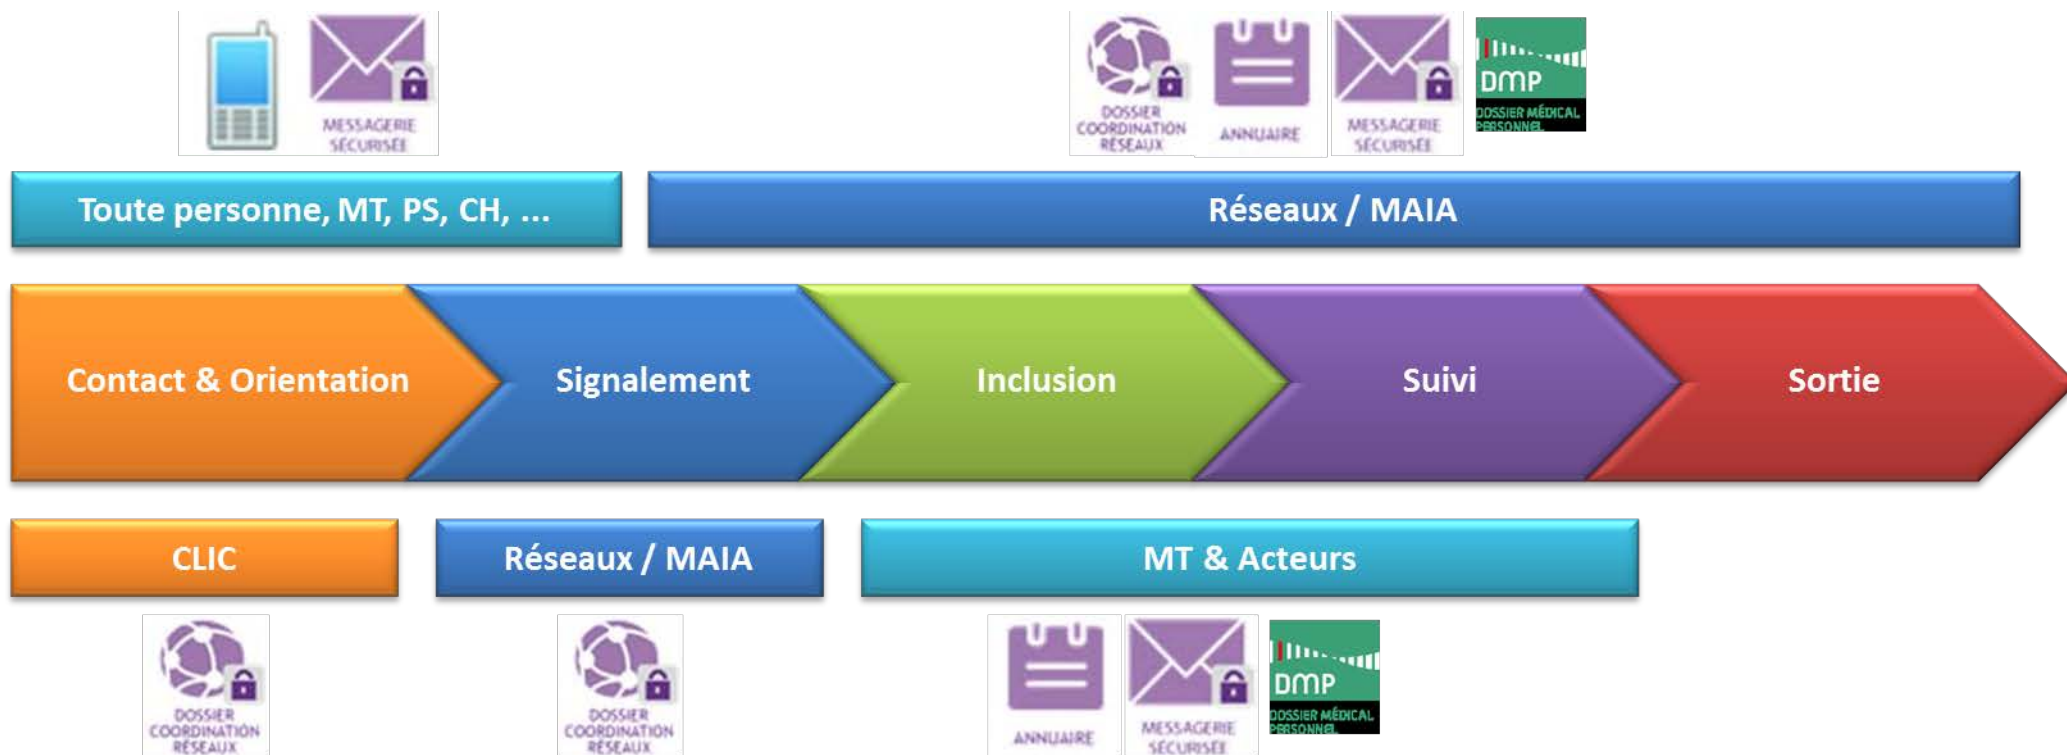 MESSAGERIE
SÉCURISÉE
DOSSIER
COORDINATION
RÉSEAUX
ANNUAIRE
MESSAGERIE
SÉCURISÉE
DMP
DOSSIER MÉDICAL
PERSONNEL
Toute personne, MT, PS, CH, ...
Réseaux / MAIA
Contact & Orientation
Signalement
Inclusion
Suivi
Sortie
CLIC
Réseaux / MAIA
MT & Acteurs
DOSSIER
COORDINATION
RÉSEAUX
DOSSIER
COORDINATION
RÉSEAUX
ANNUAIRE
MESSAGERIE
SÉCURISÉE
DMP
DOSSIER MÉDICAL
PERSONNEL